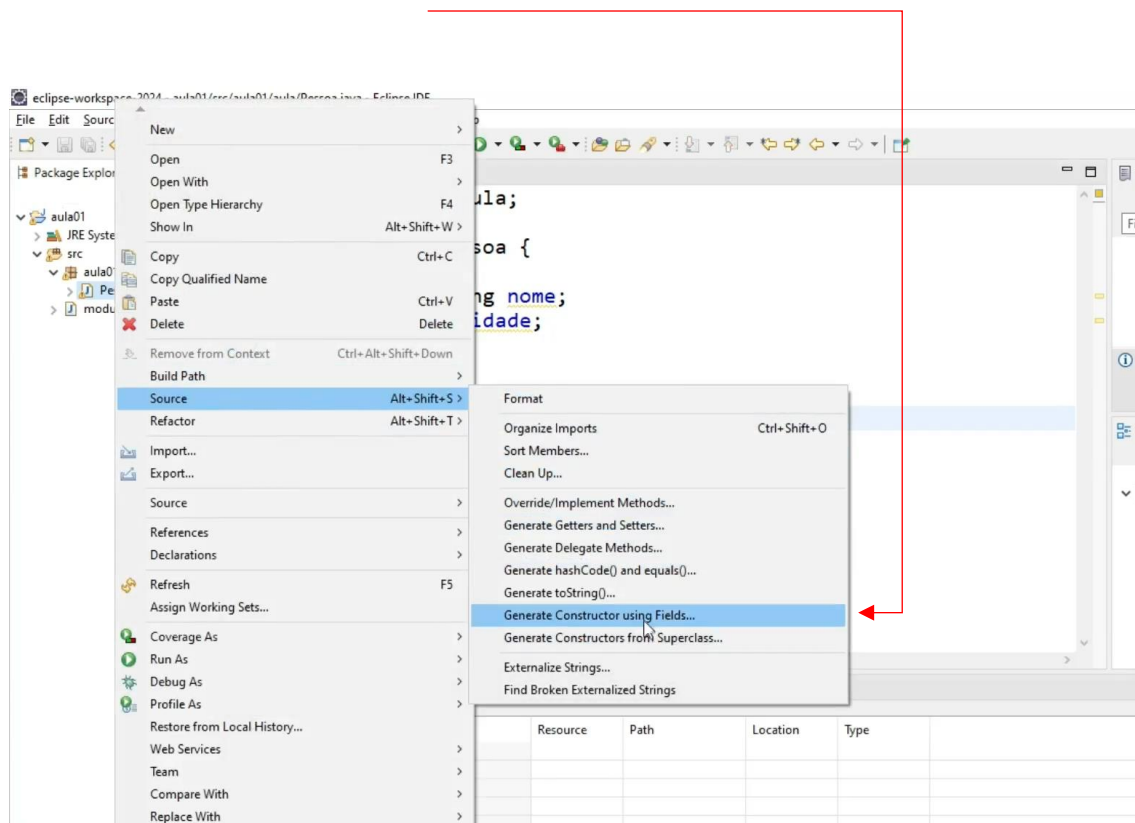 eclipse-workspace-2024 - aula01/src/aula01/aula/Pessoa.java - Eclipse IDE
File Edit Sourc
Package Explor
aula01
JRE Syste
src
aula0
Pe
modu
ula;
soa {
ng nome;
idade;
New
Open F3
Open With
Open Type Hierarchy F4
Show In Alt+Shift+W
Copy Ctrl+C
Copy Qualified Name
Paste Ctrl+V
Delete Delete
Remove from Context Ctrl+Alt+Shift+Down
Build Path
Source Alt+Shift+S
Refactor Alt+Shift+T
Import...
Export...
Source
References
Declarations
Refresh F5
Assign Working Sets...
Coverage As
Run As
Debug As
Profile As
Restore from Local History...
Web Services
Team
Compare With
Replace With
Format
Organize Imports Ctrl+Shift+O
Sort Members...
Clean Up...
Override/Implement Methods...
Generate Getters and Setters...
Generate Delegate Methods...
Generate hashCode() and equals()...
Generate toString()...
Generate Constructor using Fields...
Generate Constructors from Superclass...
Externalize Strings...
Find Broken Externalized Strings
Resource Path Location Type